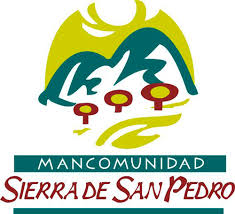 MANCOMUNIDAD
SIERRA DE SAN PEDRO